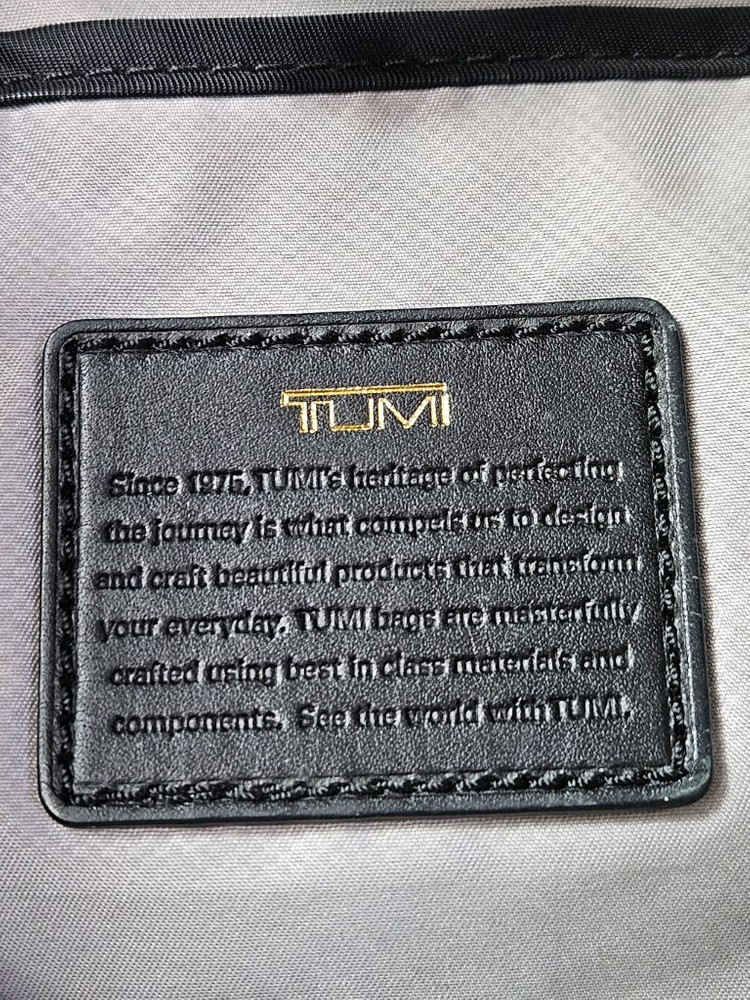 TUMI
Since 1975, TUMI's heritage of perfecting
the journey is what compels us to design
and craft beautiful products that transform
your everyday. TUMI bags are masterfully
crafted using best in class materials and
components. See the world with TUMI.